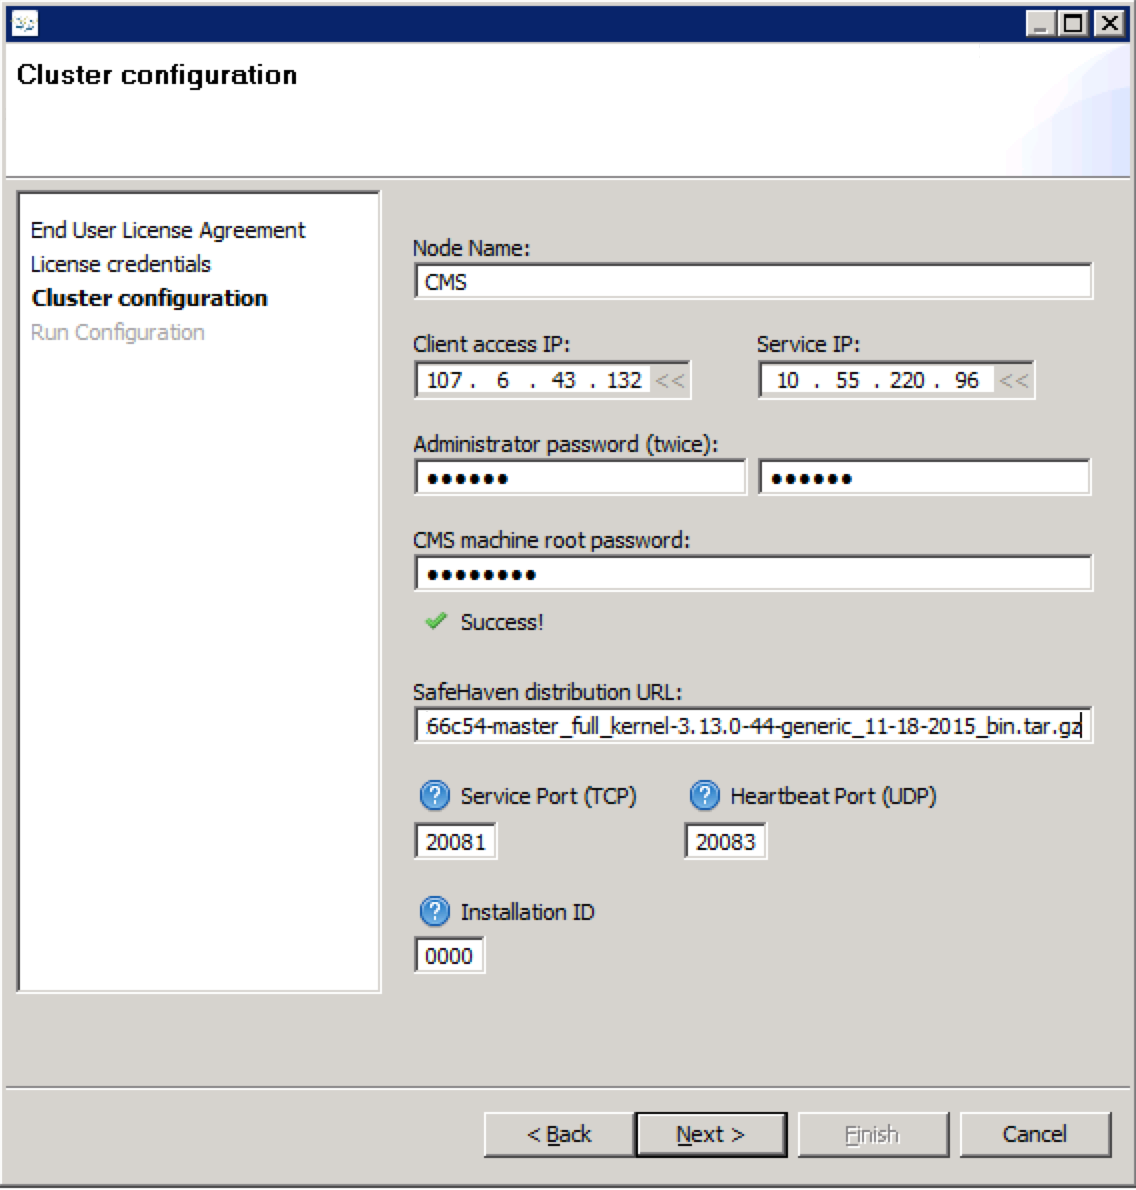 Cluster configuration
End User License Agreement
License credentials
Cluster configuration
Run Configuration
Node Name:
CMS
Client access IP: Service IP:
107 . 6 . 43 . 132 << 10 . 55 . 220 . 96 <<
Administrator password (twice):
•••••• ••••••
CMS machine root password:
••••••••
Success!
SafeHaven distribution URL:
66c54-master_full_kernel-3.13.0-44-generic_11-18-2015_bin.tar.gz
? Service Port (TCP) ? Heartbeat Port (UDP)
20081 20083
? Installation ID
0000
< Back Next > Finish Cancel